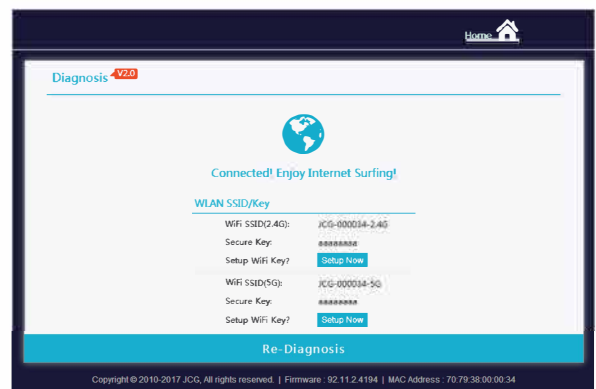 Home
Diagnosis V2.0
Connected! Enjoy Internet Surfing!
WLAN SSID/Key
WiFi SSID(2.4G): JCG-000034-2.4G
Secure Key: aaaaaaaa
Setup WiFi Key? Setup Now
WiFi SSID(5G): JCG-000034-5G
Secure Key: aaaaaaaa
Setup WiFi Key? Setup Now
Re-Diagnosis
Copyright © 2010-2017 JCG, All rights reserved. | Firmware : 92.11.2.4194 | MAC Address : 70:79:38:00:00:34